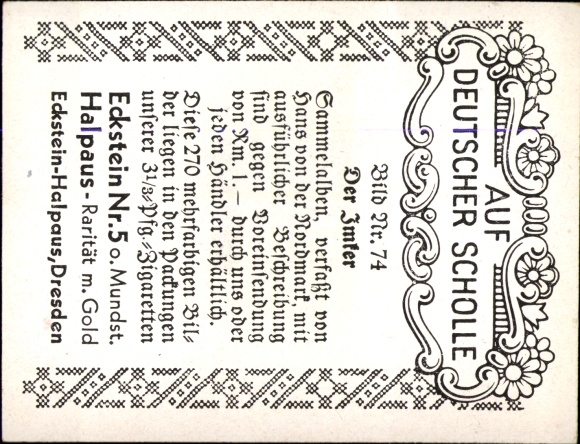 AUF
DEUTSCHER SCHOLLE
Bild Nr. 74
Der Imker
Sammelalben, verfaßt von
Hans von der Nordmark, mit
ausführlicher Beschreibung
sind gegen Voreinsendung
von Rm. 1.— durch uns oder
jeden Händler erhältlich.
Diese 270 mehrfarbigen Bil-
der liegen in den Packungen
unserer 3⅓-Pfg.-Zigaretten
Eckstein Nr. 5 o. Mundst.
Halpaus - Rarität m. Gold
Eckstein-Halpaus, Dresden